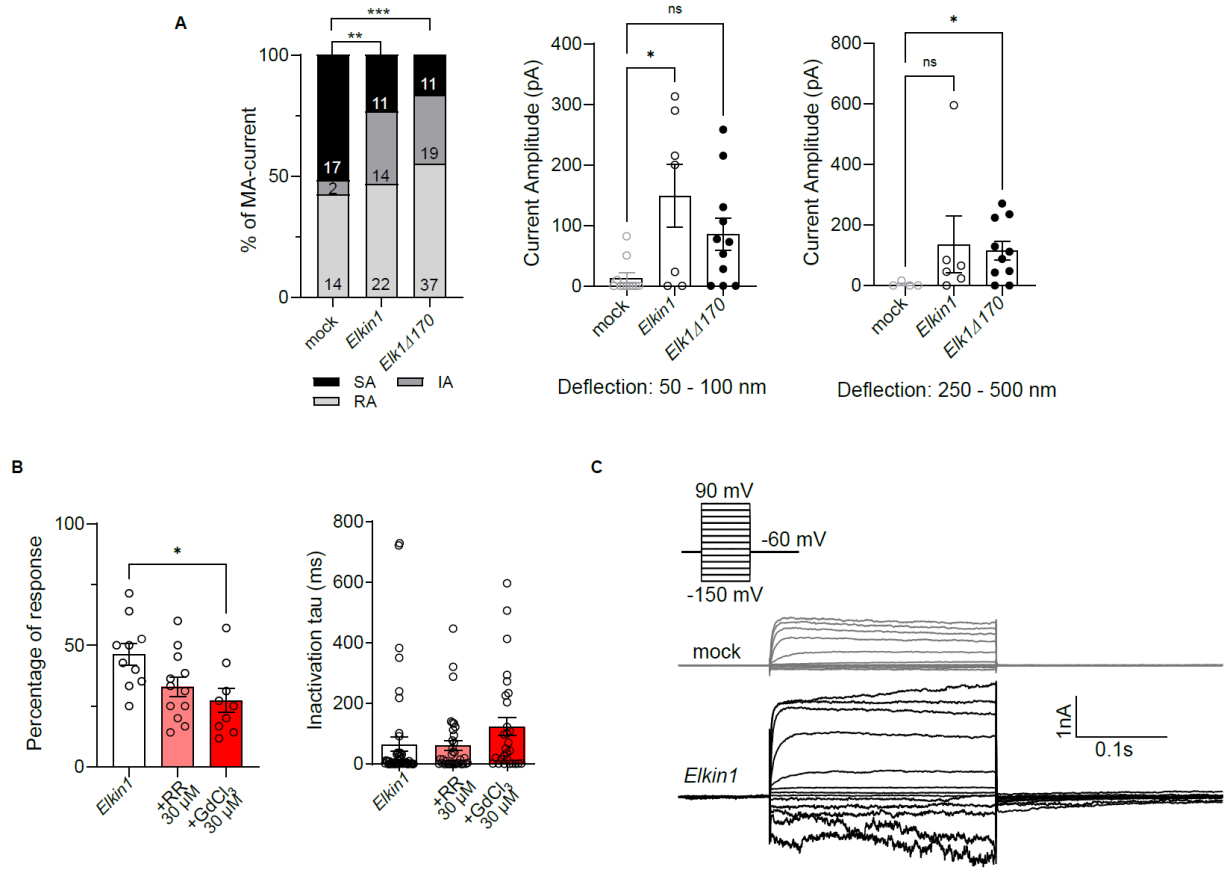 A
***
**
100
50
0
% of MA-current
17
2
14
11
14
22
11
19
37
mock
Elkin1
Elk1Δ170
SA
IA
RA
ns
*
400
300
200
100
0
Current Amplitude (pA)
mock
Elkin1
Elk1Δ170
Deflection: 50 - 100 nm
*
ns
800
600
400
200
0
Current Amplitude (pA)
mock
Elkin1
Elk1Δ170
Deflection: 250 - 500 nm
B
*
100
50
0
Percentage of response
Elkin1
+RR
30 µM
+GdCl3
30 µM
800
600
400
200
0
Inactivation tau (ms)
Elkin1
+RR
30 µM
+GdCl3
30 µM
C
90 mV
-60 mV
-150 mV
mock
Elkin1
1nA
0.1s